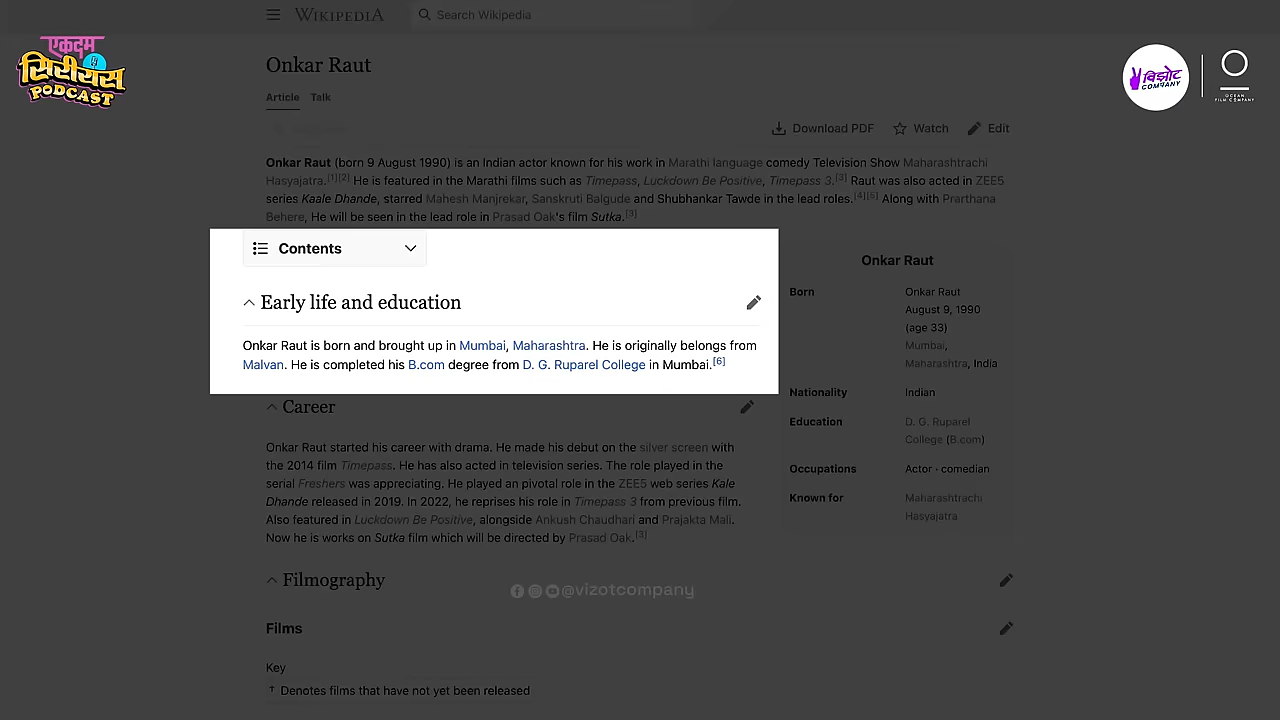 WIKIPEDIA
Search Wikipedia
एकदम
सिरीयस
PODCAST
विझोट
COMPANY
OCEAN
FILM COMPANY
Onkar Raut
Article Talk
Download PDF Watch Edit
Onkar Raut (born 9 August 1990) is an Indian actor known for his work in Marathi language comedy Television Show Maharashtrachi
Hasyajatra.[1][2] He is featured in the Marathi films such as Timepass, Luckdown Be Positive, Timepass 3.[3] Raut was also acted in ZEE5
series Kaale Dhande, starred Mahesh Manjrekar, Sanskruti Balgude and Shubhankar Tawde in the lead roles.[4][5] Along with Prarthana
Behere, He will be seen in the lead role in Prasad Oak's film Sutka.[3]
Contents
Early life and education
Onkar Raut is born and brought up in Mumbai, Maharashtra. He is originally belongs from
Malvan. He is completed his B.com degree from D. G. Ruparel College in Mumbai.[6]
Onkar Raut
Born Onkar Raut
August 9, 1990
(age 33)
Mumbai,
Maharashtra, India
Nationality Indian
Education D. G. Ruparel
College (B.com)
Occupations Actor · comedian
Known for Maharashtrachi
Hasyajatra
Career
Onkar Raut started his career with drama. He made his debut on the silver screen with
the 2014 film Timepass. He has also acted in television series. The role played in the
serial Freshers was appreciating. He played an pivotal role in the ZEE5 web series Kale
Dhande released in 2019. In 2022, he reprises his role in Timepass 3 from previous film.
Also featured in Luckdown Be Positive, alongside Ankush Chaudhari and Prajakta Mali.
Now he is works on Sutka film which will be directed by Prasad Oak.[3]
Filmography
@vizotcompany
Films
Key
† Denotes films that have not yet been released